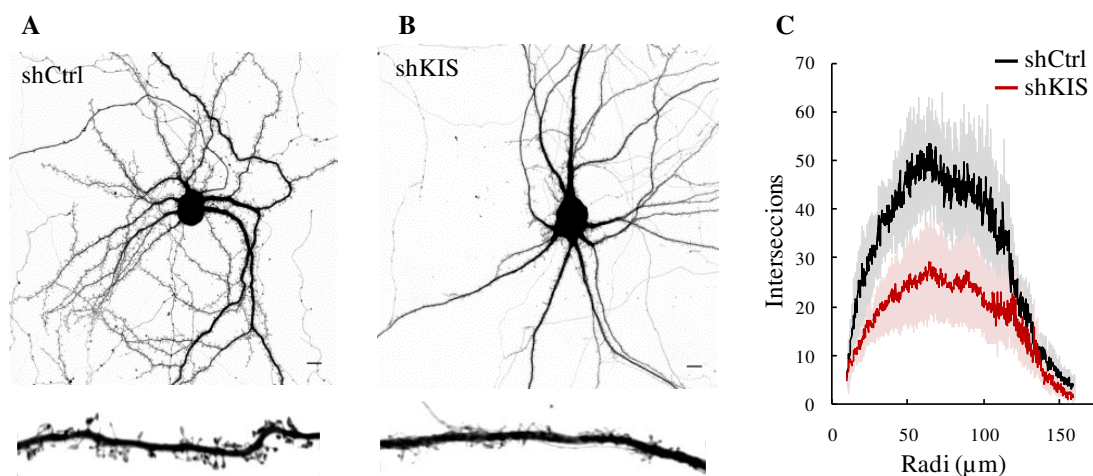 A
B
C
shCtrl
shKIS
shCtrl
shKIS
70
60
50
40
30
20
10
0
Interseccions
0
50
100
150
Radi (µm)